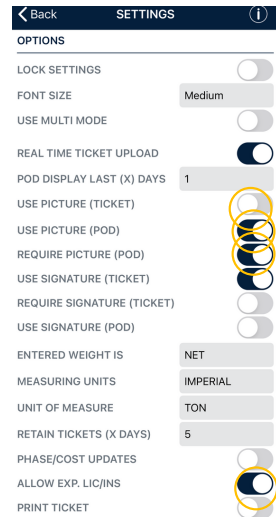 Back SETTINGS i
OPTIONS
LOCK SETTINGS
FONT SIZE Medium
USE MULTI MODE
REAL TIME TICKET UPLOAD
POD DISPLAY LAST (X) DAYS 1
USE PICTURE (TICKET)
USE PICTURE (POD)
REQUIRE PICTURE (POD)
USE SIGNATURE (TICKET)
REQUIRE SIGNATURE (TICKET)
USE SIGNATURE (POD)
ENTERED WEIGHT IS NET
MEASURING UNITS IMPERIAL
UNIT OF MEASURE TON
RETAIN TICKETS (X DAYS) 5
PHASE/COST UPDATES
ALLOW EXP. LIC/INS
PRINT TICKET